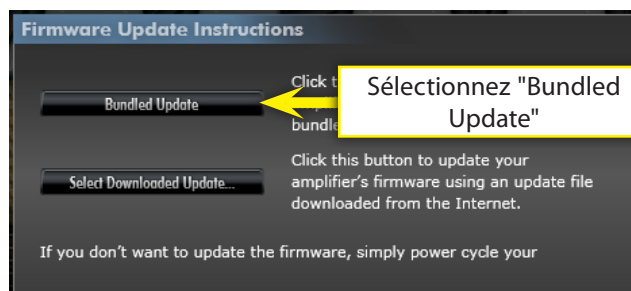 Firmware Update Instructions
Bundled Update
Click t
bundle
Sélectionnez "Bundled
Update"
Select Downloaded Update...
Click this button to update your
amplifier's firmware using an update file
downloaded from the Internet.
If you don't want to update the firmware, simply power cycle your